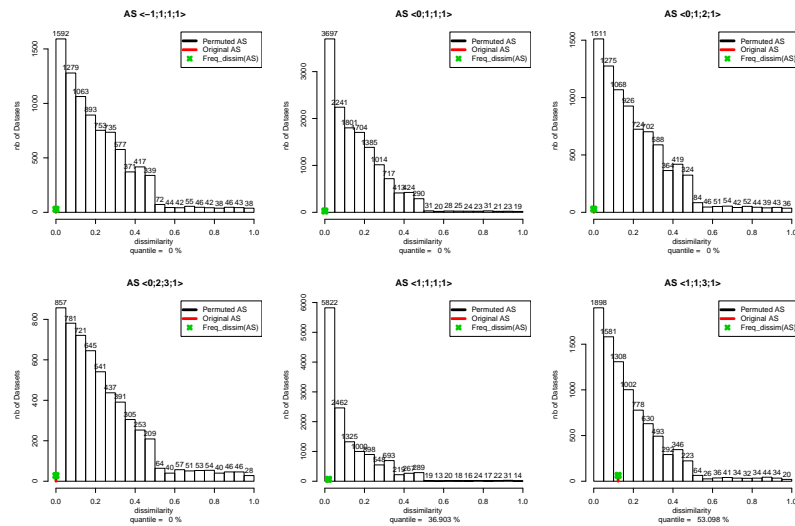 AS <−1;1;1;1>
nb of Datasets
0 500 1000 1500
1592
1279
1063
893
753
735
577
371
417
339
72 44 42 55 46 42 38 46 43 38
Permuted AS
Original AS
Freq_dissim(AS)
0.0 0.2 0.4 0.6 0.8 1.0
dissimilarity
quantile = 0 %
AS <0;1;1;1>
nb of Datasets
0 1000 2000 3000
3697
2241
1801
1704
1385
1014
717
413
424
290
31 20 28 25 24 23 31 21 23 19
Permuted AS
Original AS
Freq_dissim(AS)
0.0 0.2 0.4 0.6 0.8 1.0
dissimilarity
quantile = 0 %
AS <0;1;2;1>
nb of Datasets
0 500 1000 1500
1511
1275
1068
926
724
702
588
364
419
324
84 46 51 54 42 52 44 39 43 36
Permuted AS
Original AS
Freq_dissim(AS)
0.0 0.2 0.4 0.6 0.8 1.0
dissimilarity
quantile = 0 %
AS <0;2;3;1>
nb of Datasets
0 200 400 600 800
857
781
721
645
541
437
391
305
253
209
64 40 57 51 53 54 40 46 46 28
Permuted AS
Original AS
Freq_dissim(AS)
0.0 0.2 0.4 0.6 0.8 1.0
dissimilarity
quantile = 0 %
AS <1;1;1;1>
nb of Datasets
0 1000 2000 3000 4000 5000 6000
5822
2462
1325
1000
898
548
693
219
267
289
19 13 20 18 16 24 17 22 31 14
Permuted AS
Original AS
Freq_dissim(AS)
0.0 0.2 0.4 0.6 0.8 1.0
dissimilarity
quantile = 36.903 %
AS <1;1;3;1>
nb of Datasets
0 500 1000 1500
1898
1581
1308
1002
778
630
493
292
346
223
64 26 36 41 34 32 34 44 34 20
Permuted AS
Original AS
Freq_dissim(AS)
0.0 0.2 0.4 0.6 0.8 1.0
dissimilarity
quantile = 53.098 %